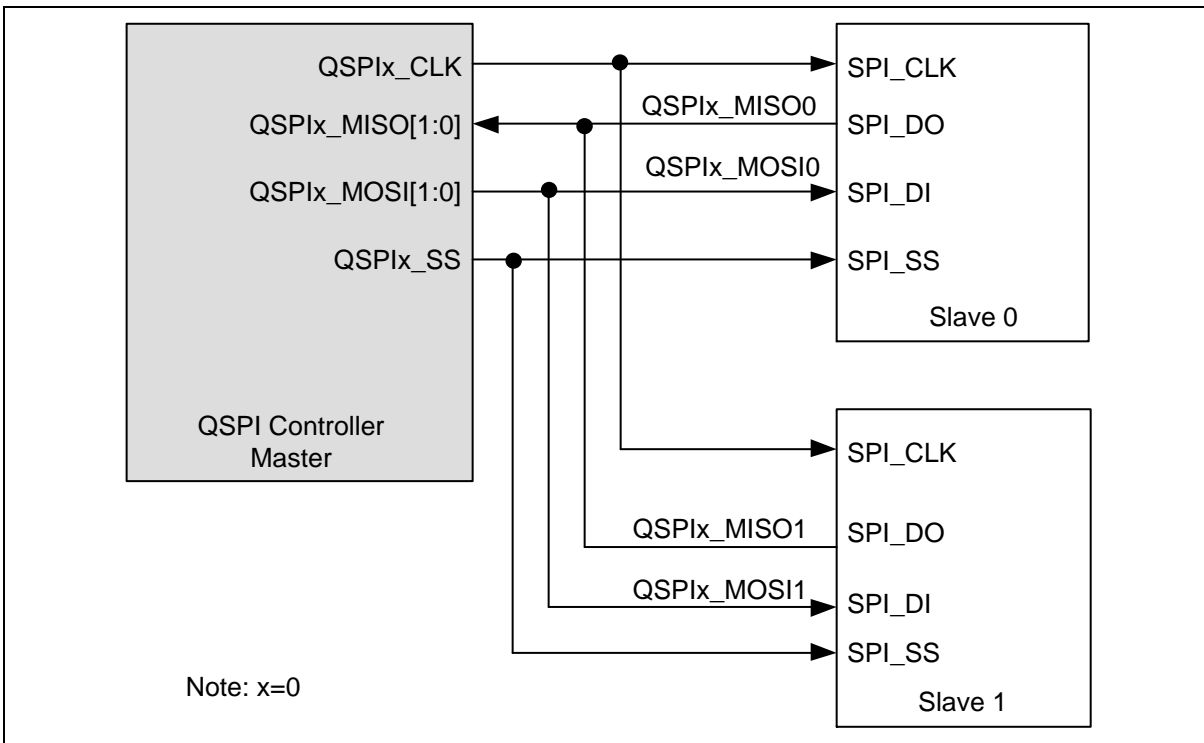 QSPIx_CLK
QSPIx_MISO[1:0]
QSPIx_MOSI[1:0]
QSPIx_SS
QSPI Controller
Master
QSPIx_MISO0
QSPIx_MOSI0
SPI_CLK
SPI_DO
SPI_DI
SPI_SS
Slave 0
QSPIx_MISO1
QSPIx_MOSI1
SPI_CLK
SPI_DO
SPI_DI
SPI_SS
Slave 1
Note: x=0